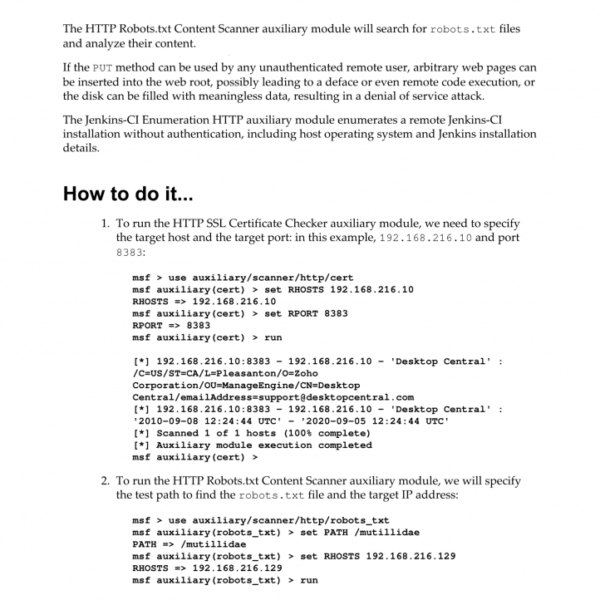 The HTTP Robots.txt Content Scanner auxiliary module will search for robots.txt files
and analyze their content.
If the PUT method can be used by any unauthenticated remote user, arbitrary web pages can
be inserted into the web root, possibly leading to a deface or even remote code execution, or
the disk can be filled with meaningless data, resulting in a denial of service attack.
The Jenkins-CI Enumeration HTTP auxiliary module enumerates a remote Jenkins-CI
installation without authentication, including host operating system and Jenkins installation
details.
How to do it...
1. To run the HTTP SSL Certificate Checker auxiliary module, we need to specify
the target host and the target port: in this example, 192.168.216.10 and port
8383:
msf > use auxiliary/scanner/http/cert
msf auxiliary(cert) > set RHOSTS 192.168.216.10
RHOSTS => 192.168.216.10
msf auxiliary(cert) > set RPORT 8383
RPORT => 8383
msf auxiliary(cert) > run
[*] 192.168.216.10:8383 - 192.168.216.10 - 'Desktop Central' :
/C=US/ST=CA/L=Pleasanton/O=Zoho
Corporation/OU=ManageEngine/CN=Desktop
Central/emailAddress=support@desktopcentral.com
[*] 192.168.216.10:8383 - 192.168.216.10 - 'Desktop Central' :
'2010-09-08 12:24:44 UTC' - '2020-09-05 12:24:44 UTC'
[*] Scanned 1 of 1 hosts (100% complete)
[*] Auxiliary module execution completed
msf auxiliary(cert) >
2. To run the HTTP Robots.txt Content Scanner auxiliary module, we will specify
the test path to find the robots.txt file and the target IP address:
msf > use auxiliary/scanner/http/robots_txt
msf auxiliary(robots_txt) > set PATH /mutillidae
PATH => /mutillidae
msf auxiliary(robots_txt) > set RHOSTS 192.168.216.129
RHOSTS => 192.168.216.129
msf auxiliary(robots_txt) > run